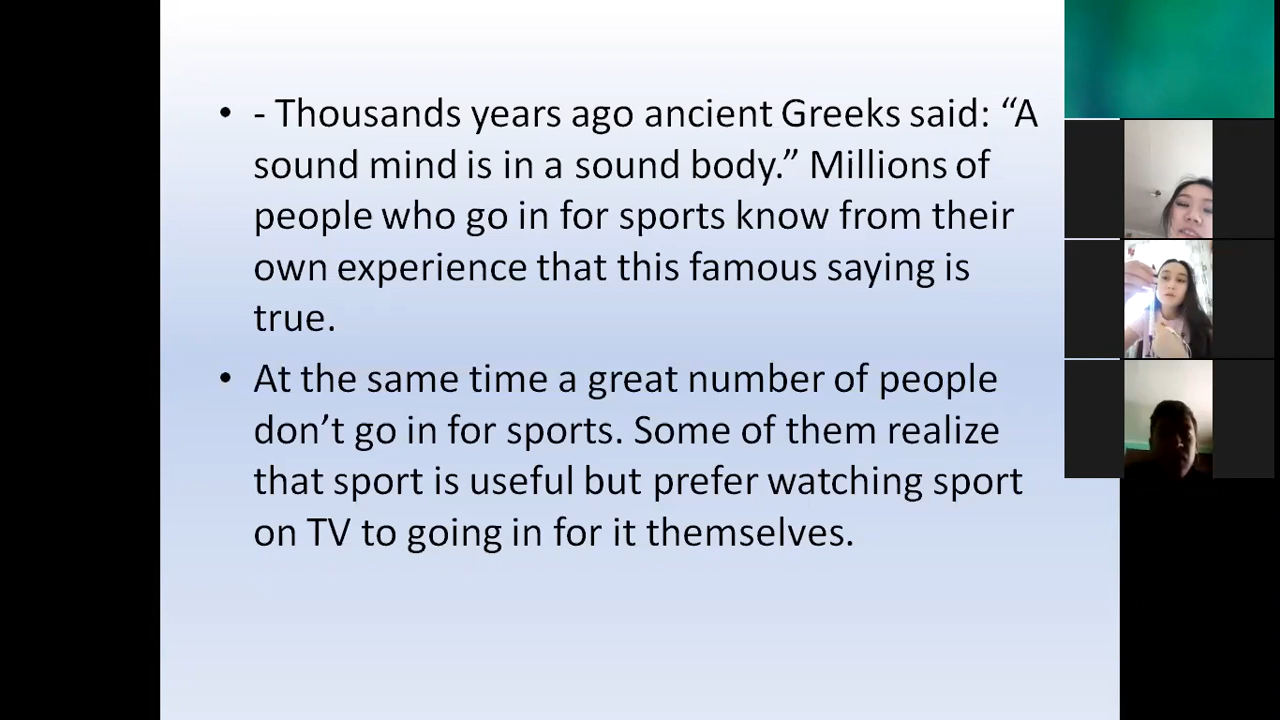 • - Thousands years ago ancient Greeks said: “A
sound mind is in a sound body.” Millions of
people who go in for sports know from their
own experience that this famous saying is
true.
• At the same time a great number of people
don’t go in for sports. Some of them realize
that sport is useful but prefer watching sport
on TV to going in for it themselves.